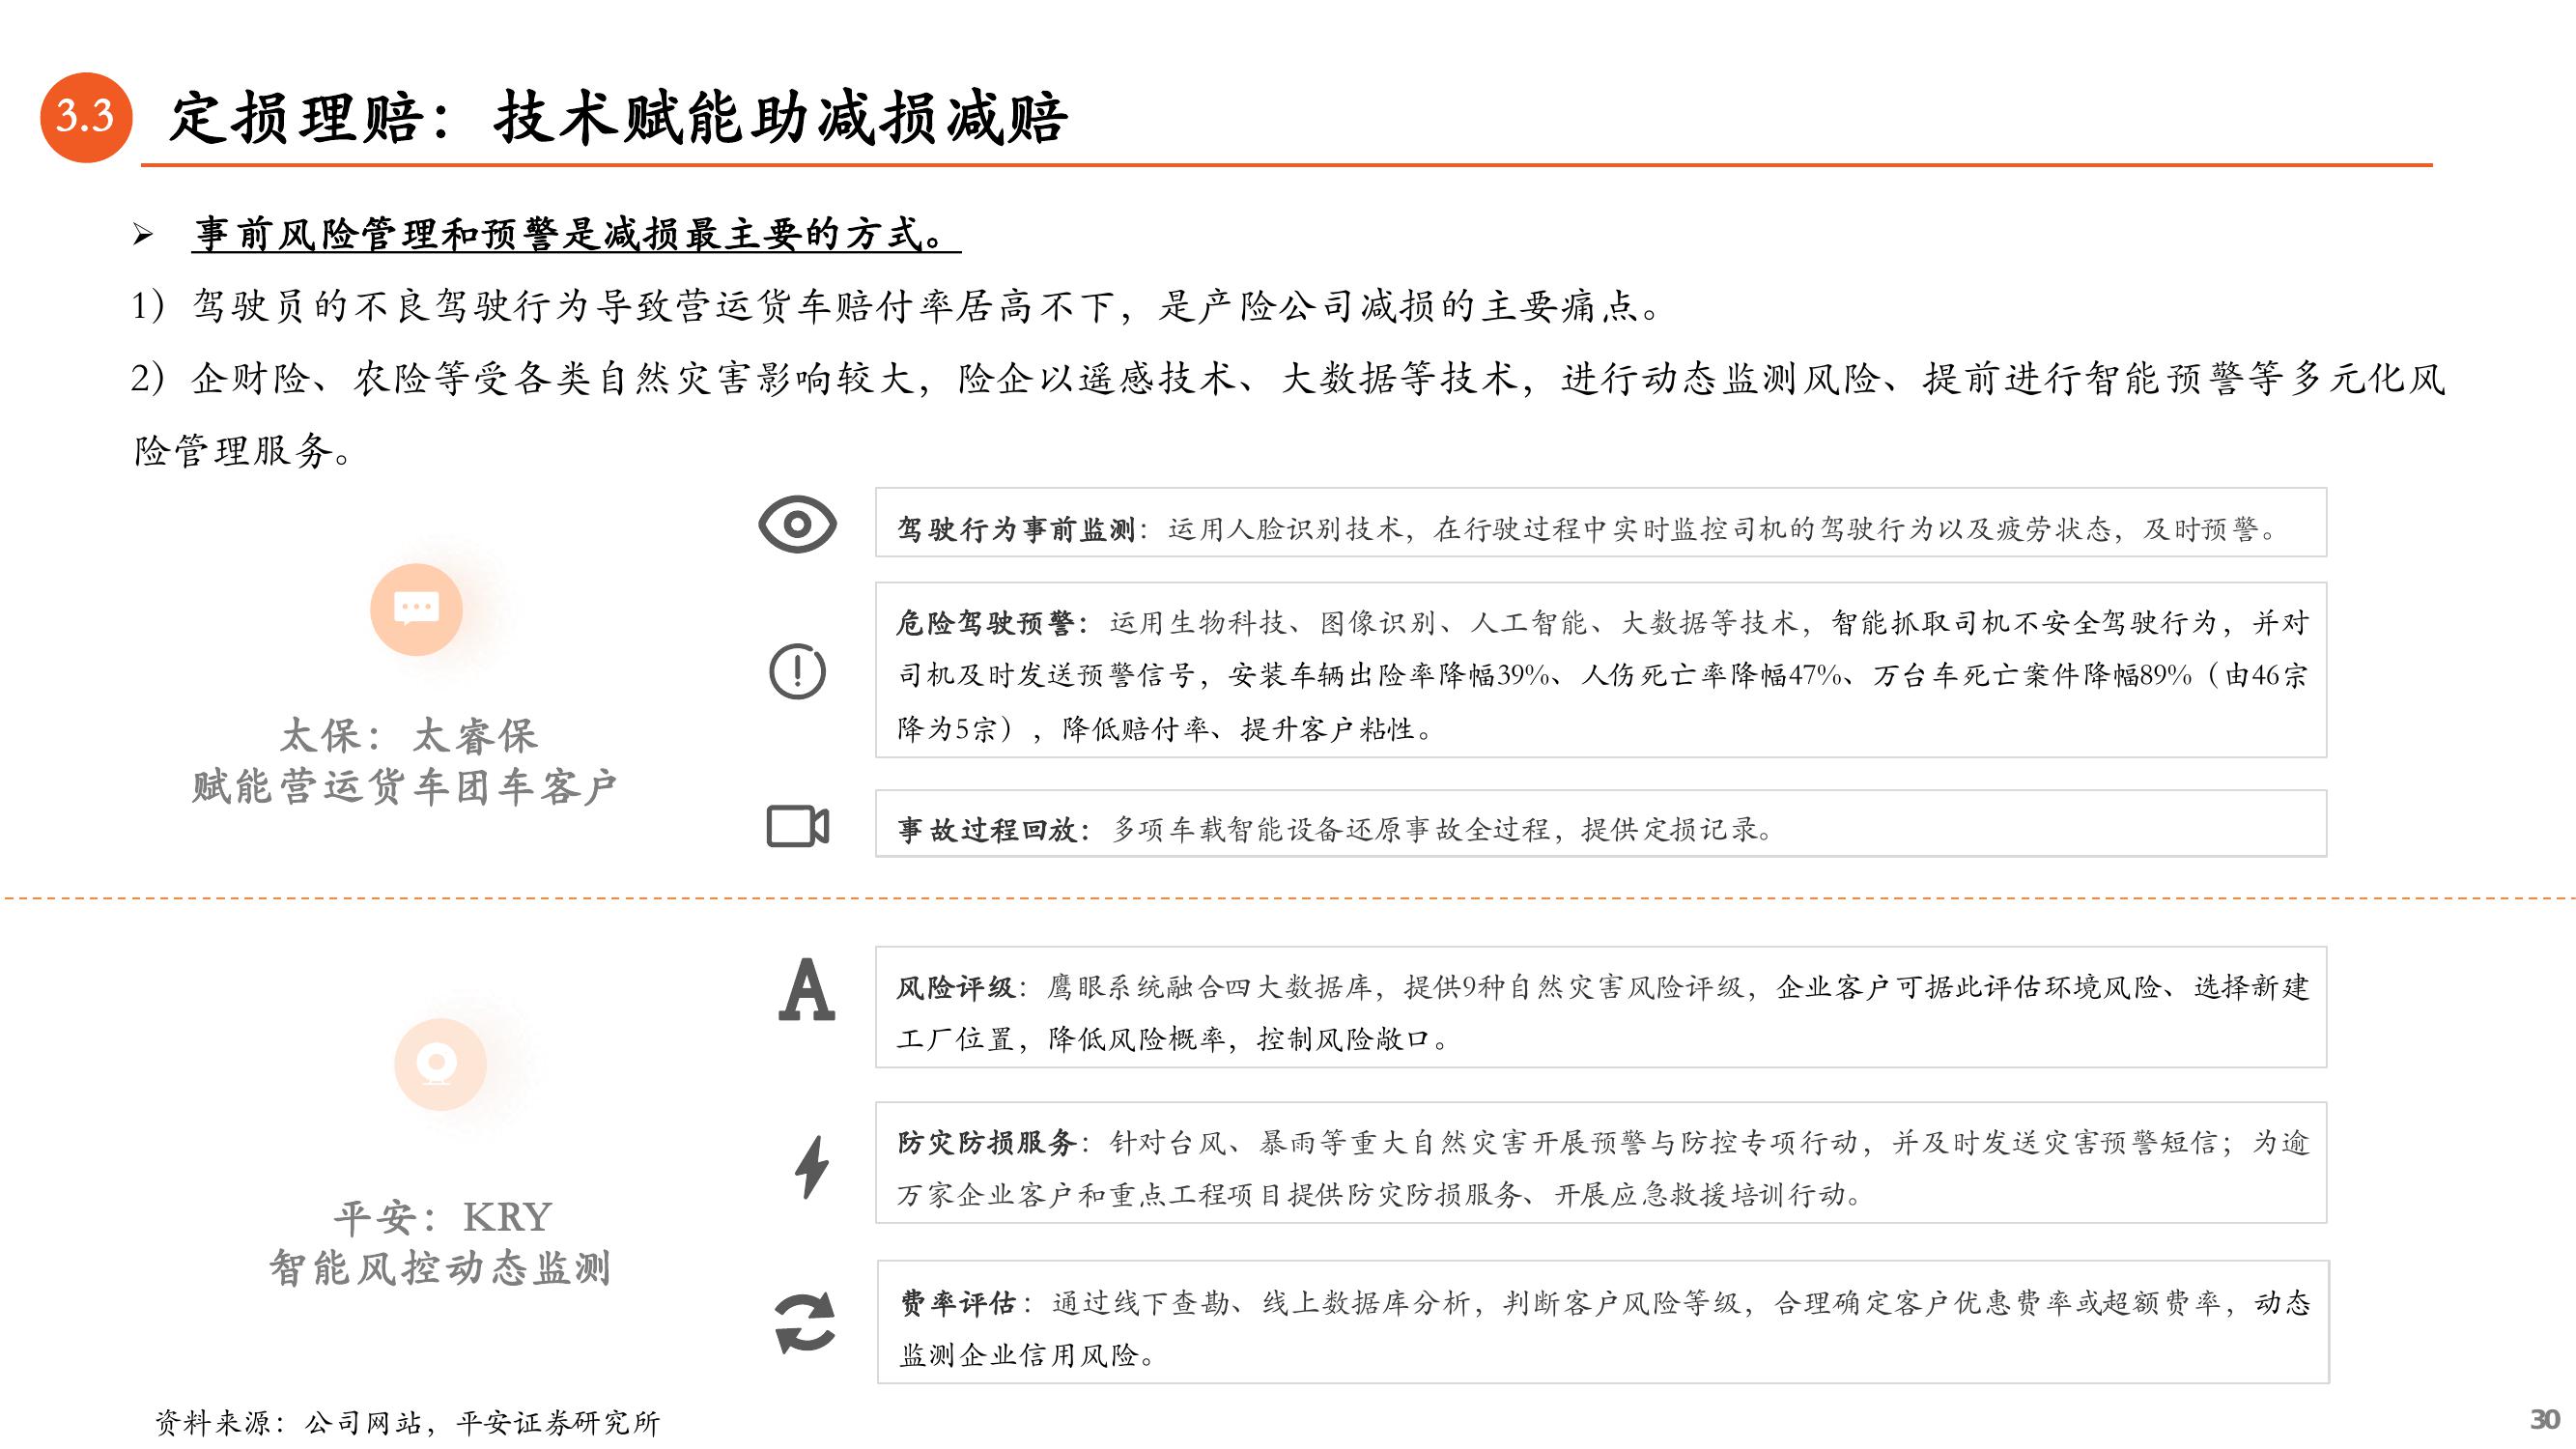 3.3 定损理赔：技术赋能助减损减赔
➢ 事前风险管理和预警是减损最主要的方式。
1）驾驶员的不良驾驶行为导致营运货车赔付率居高不下，是产险公司减损的主要痛点。
2）企财险、农险等受各类自然灾害影响较大，险企以遥感技术、大数据等技术，进行动态监测风险、提前进行智能预警等多元化风
险管理服务。
太保：太睿保
赋能营运货车团车客户
驾驶行为事前监测：运用人脸识别技术，在行驶过程中实时监控司机的驾驶行为以及疲劳状态，及时预警。
危险驾驶预警：运用生物科技、图像识别、人工智能、大数据等技术，智能抓取司机不安全驾驶行为，并对
司机及时发送预警信号，安装车辆出险率降幅39%、人伤死亡率降幅47%、万台车死亡案件降幅89%（由46宗
降为5宗），降低赔付率、提升客户粘性。
事故过程回放：多项车载智能设备还原事故全过程，提供定损记录。
平安：KRY
智能风控动态监测
A
风险评级：鹰眼系统融合四大数据库，提供9种自然灾害风险评级，企业客户可据此评估环境风险、选择新建
工厂位置，降低风险概率，控制风险敞口。
防灾防损服务：针对台风、暴雨等重大自然灾害开展预警与防控专项行动，并及时发送灾害预警短信；为逾
万家企业客户和重点工程项目提供防灾防损服务、开展应急救援培训行动。
费率评估：通过线下查勘、线上数据库分析，判断客户风险等级，合理确定客户优惠费率或超额费率，动态
监测企业信用风险。
资料来源：公司网站，平安证券研究所
30